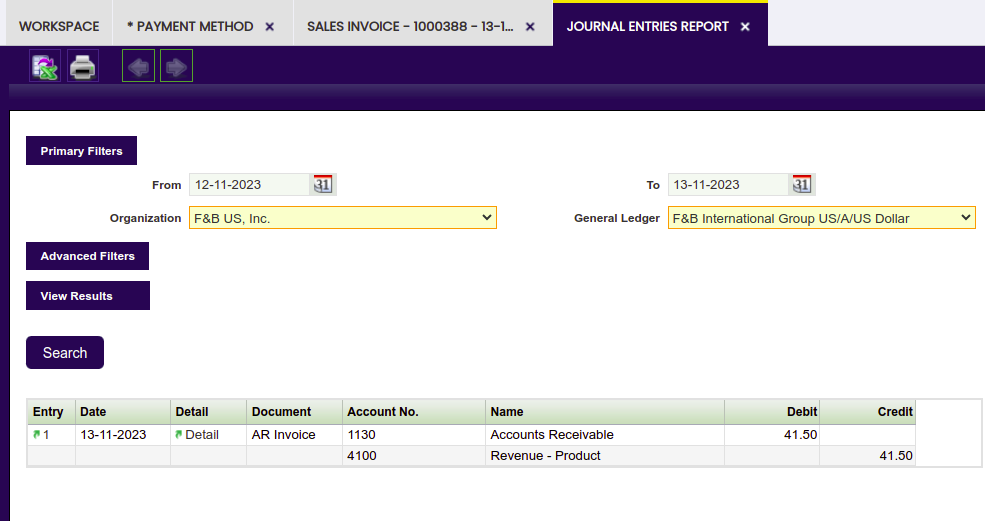 WORKSPACE * PAYMENT METHOD × SALES INVOICE - 1000388 - 13-1... × JOURNAL ENTRIES REPORT ×
Primary Filters
From 12-11-2023 31 To 13-11-2023 31
Organization F&B US, Inc. General Ledger F&B International Group US/A/US Dollar
Advanced Filters
View Results
Search
Entry Date Detail Document Account No. Name Debit Credit
1 13-11-2023 Detail AR Invoice 1130 Accounts Receivable 41.50
4100 Revenue - Product 41.50